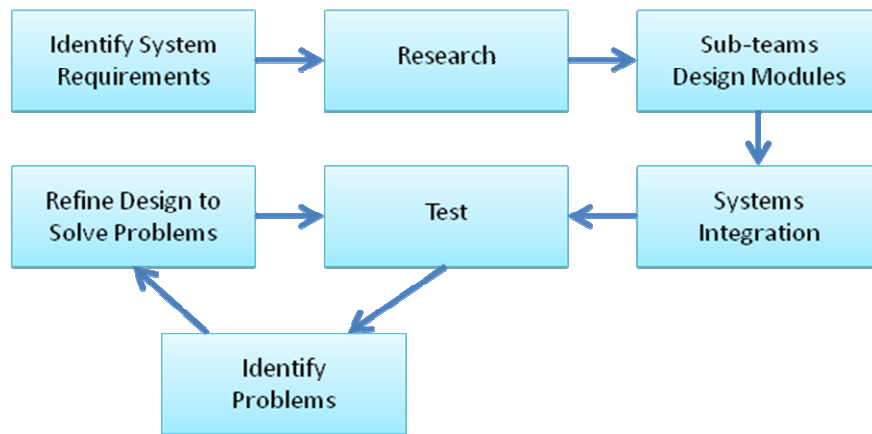 Identify System
Requirements
Research
Sub-teams
Design Modules
Refine Design to
Solve Problems
Test
Systems
Integration
Identify
Problems